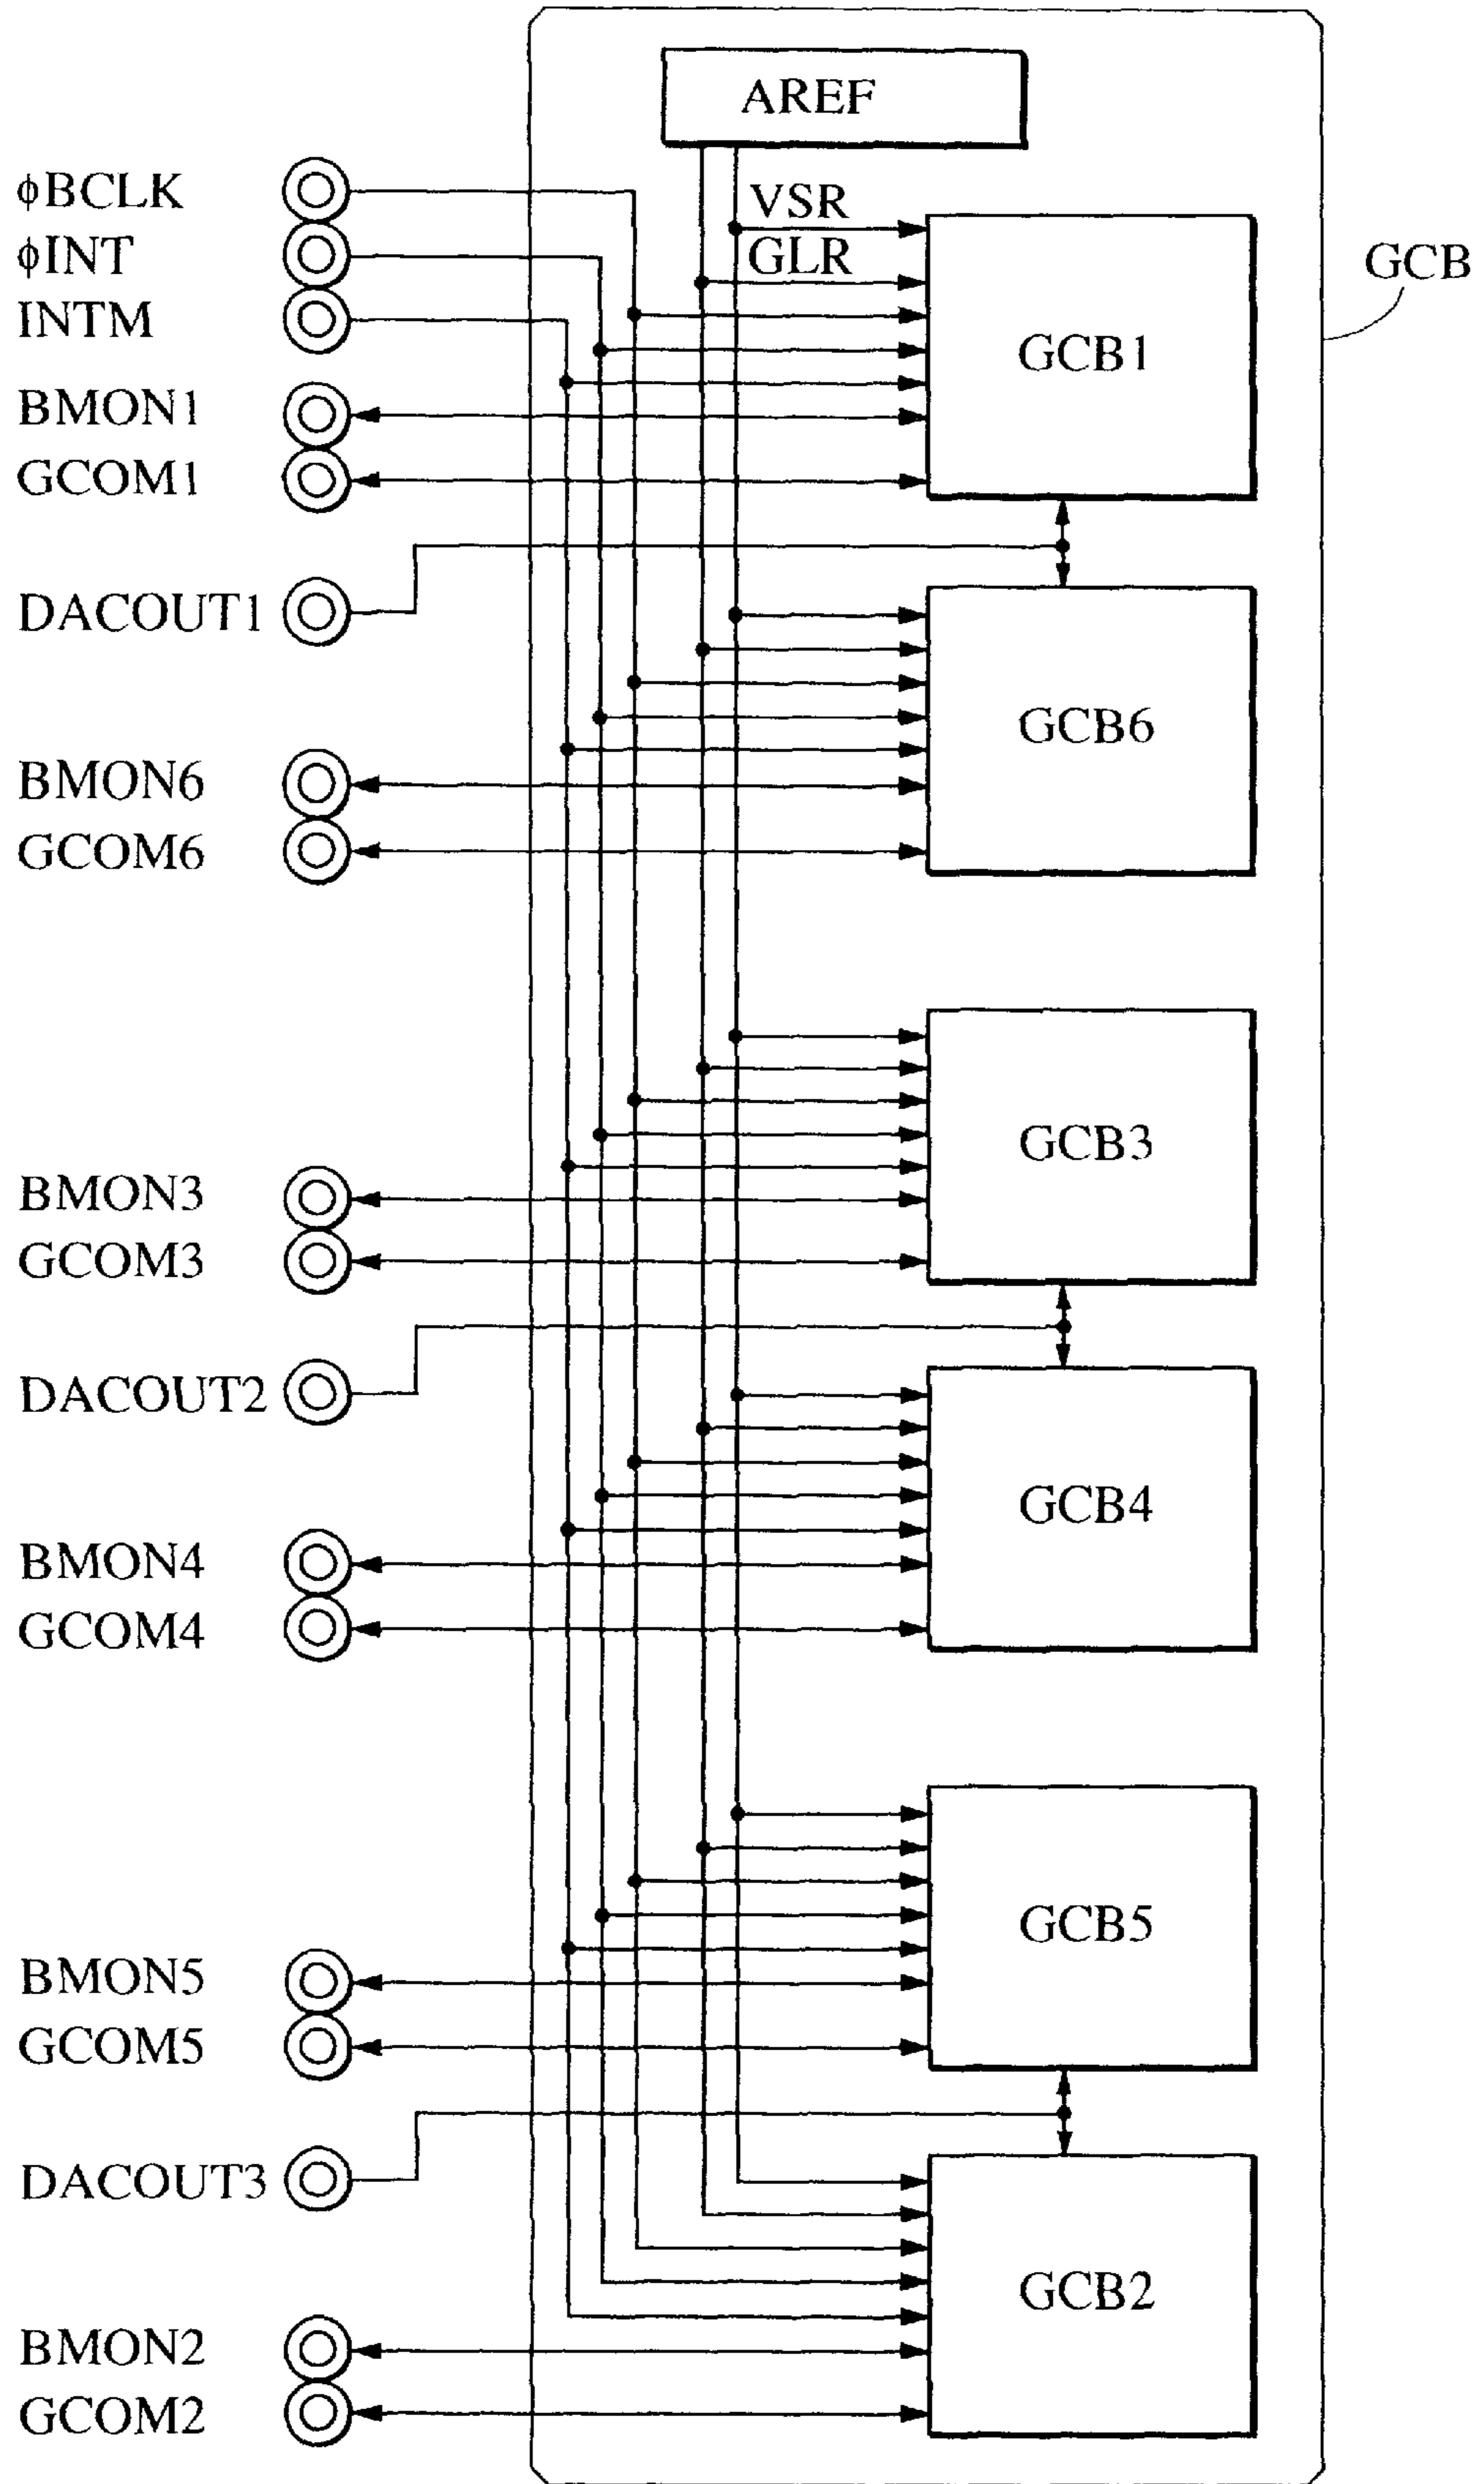 AREF
φBCLK
VSR
φINT
GLR
GCB
INTM
GCB1
BMON1
GCOM1
DACOUT1
GCB6
BMON6
GCOM6
GCB3
BMON3
GCOM3
DACOUT2
GCB4
BMON4
GCOM4
GCB5
BMON5
GCOM5
DACOUT3
GCB2
BMON2
GCOM2